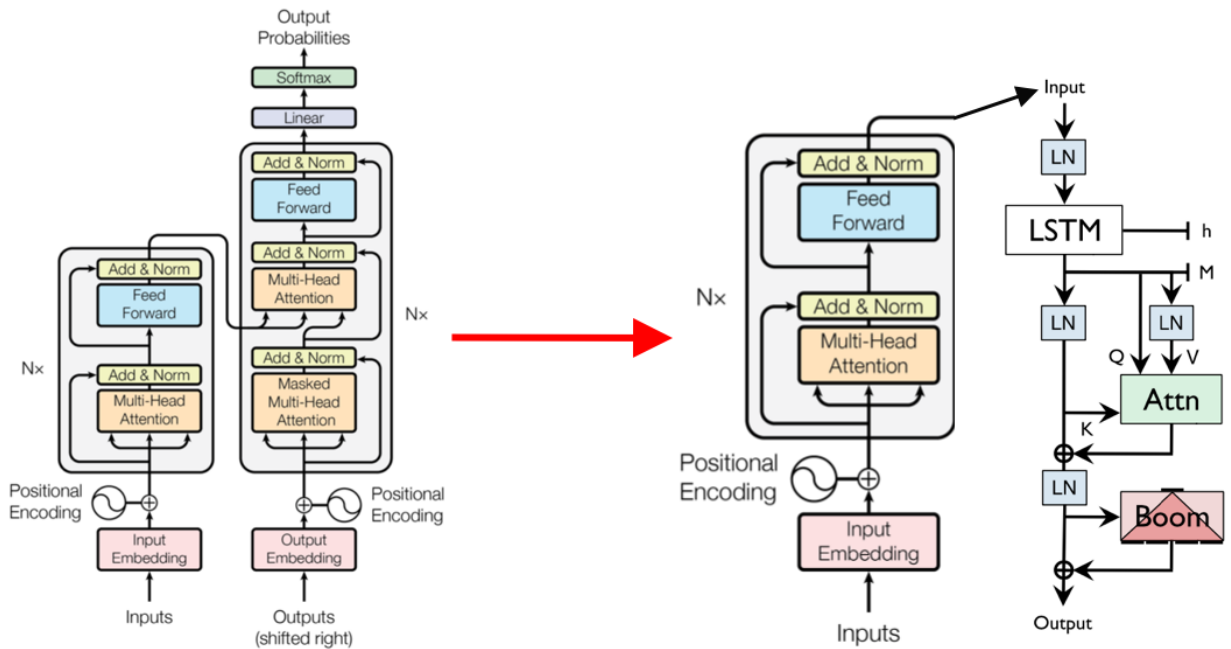 Output
Probabilities
Softmax
Linear
Add & Norm
Feed
Forward
Add & Norm
Multi-Head
Attention
Nx
Add & Norm
Masked
Multi-Head
Attention
Positional
Encoding
Output
Embedding
Outputs
(shifted right)
Add & Norm
Feed
Forward
Nx
Add & Norm
Multi-Head
Attention
Positional
Encoding
Input
Embedding
Inputs
Add & Norm
Feed
Forward
Nx
Add & Norm
Multi-Head
Attention
Positional
Encoding
Input
Embedding
Inputs
Input
LN
LSTM
h
M
LN
LN
Q
V
Attn
K
LN
Boom
Output